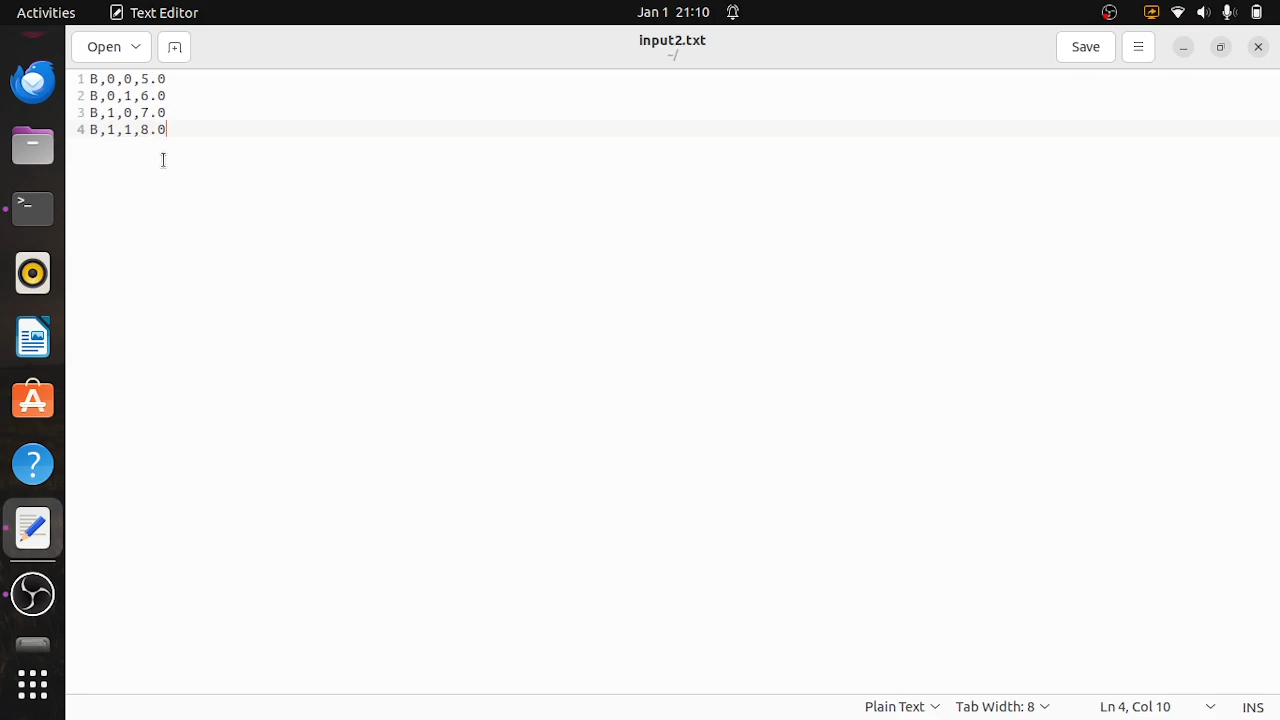 Activities Text Editor Jan 1 21:10
Open input2.txt Save
~/
1 B,0,0,5.0
2 B,0,1,6.0
3 B,1,0,7.0
4 B,1,1,8.0
Plain Text Tab Width: 8 Ln 4, Col 10 INS